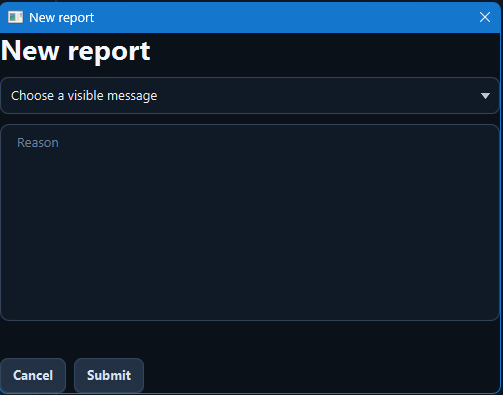 New report
New report
Choose a visible message
Reason
Cancel Submit